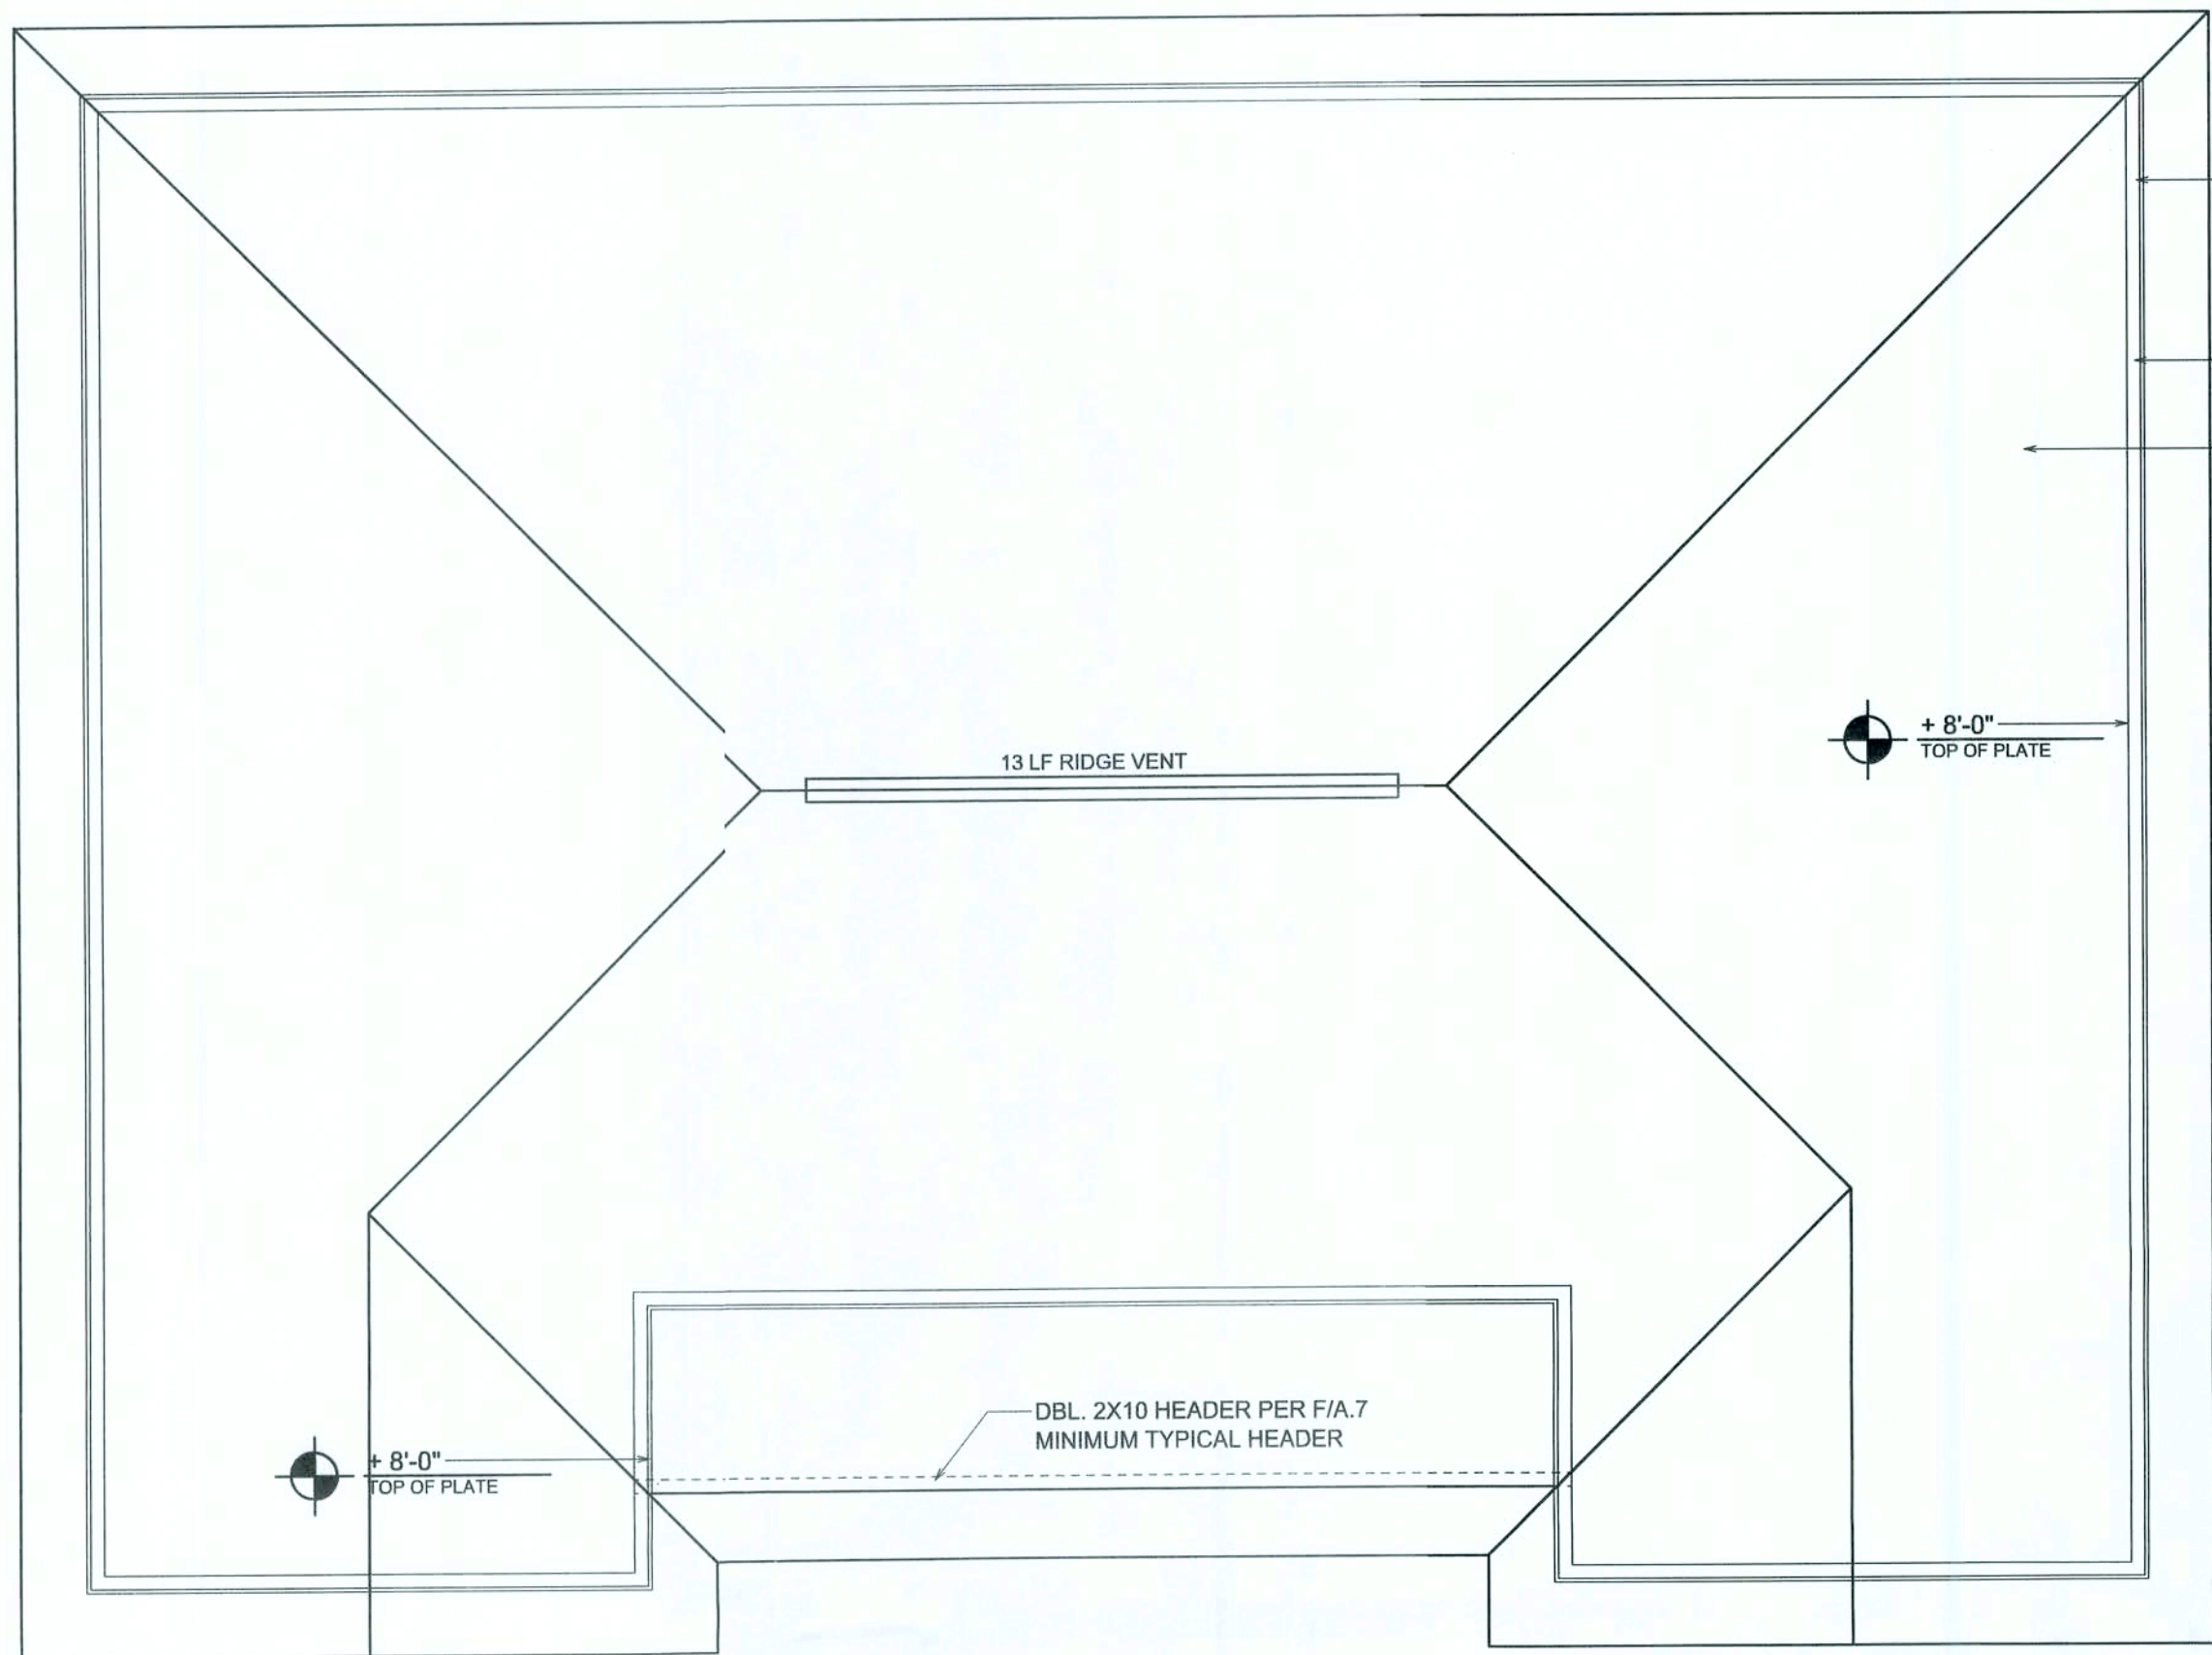 13 LF RIDGE VENT
+ 8'-0"
TOP OF PLATE
DBL. 2X10 HEADER PER F/A.7
MINIMUM TYPICAL HEADER
+ 8'-0"
TOP OF PLATE